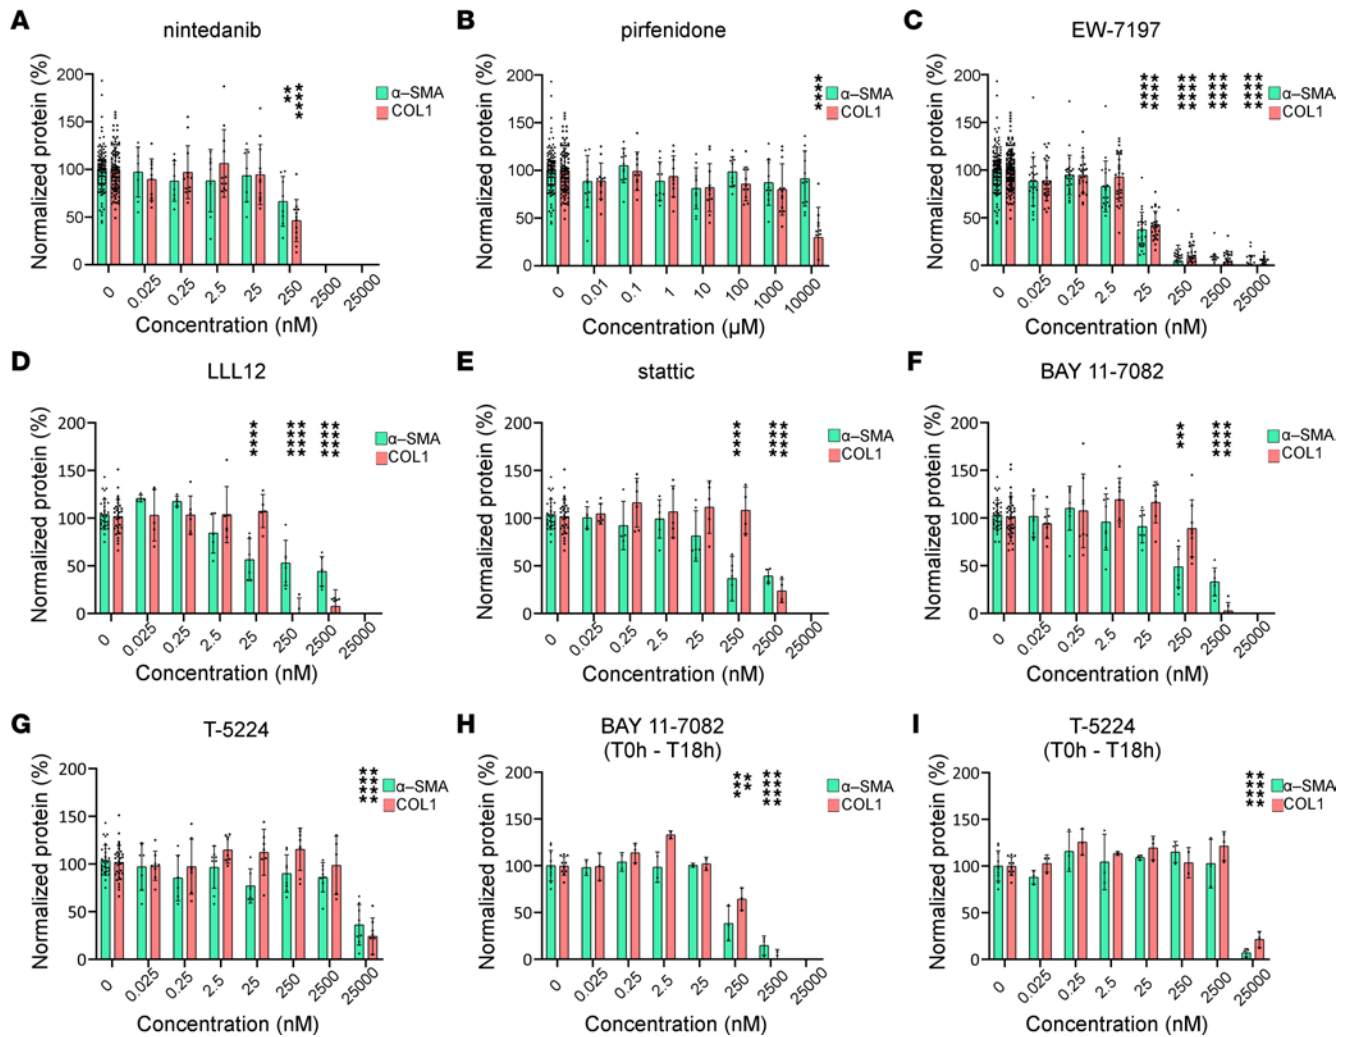 A
nintedanib
Normalized protein (%)
200
150
100
50
0
** ****
α–SMA
COL1
0 0.025 0.25 2.5 25 250 2500 25000
Concentration (nM)
B
pirfenidone
Normalized protein (%)
200
150
100
50
0
****
α–SMA
COL1
0 0.01 0.1 1 10 100 1000 10000
Concentration (µM)
C
EW-7197
Normalized protein (%)
200
150
100
50
0
**** **** **** **** **** **** **** ****
α–SMA
COL1
0 0.025 0.25 2.5 25 250 2500 25000
Concentration (nM)
D
LLL12
Normalized protein (%)
200
150
100
50
0
**** **** **** **** ****
α–SMA
COL1
0 0.025 0.25 2.5 25 250 2500 25000
Concentration (nM)
E
stattic
Normalized protein (%)
200
150
100
50
0
**** **** ****
α–SMA
COL1
0 0.025 0.25 2.5 25 250 2500 25000
Concentration (nM)
F
BAY 11-7082
Normalized protein (%)
200
150
100
50
0
*** **** ****
α–SMA
COL1
0 0.025 0.25 2.5 25 250 2500 25000
Concentration (nM)
G
T-5224
Normalized protein (%)
200
150
100
50
0
**** ****
α–SMA
COL1
0 0.025 0.25 2.5 25 250 2500 25000
Concentration (nM)
H
BAY 11-7082
(T0h - T18h)
Normalized protein (%)
200
150
100
50
0
*** ** **** ****
α–SMA
COL1
0 0.025 0.25 2.5 25 250 2500 25000
Concentration (nM)
I
T-5224
(T0h - T18h)
Normalized protein (%)
200
150
100
50
0
**** ****
α–SMA
COL1
0 0.025 0.25 2.5 25 250 2500 25000
Concentration (nM)